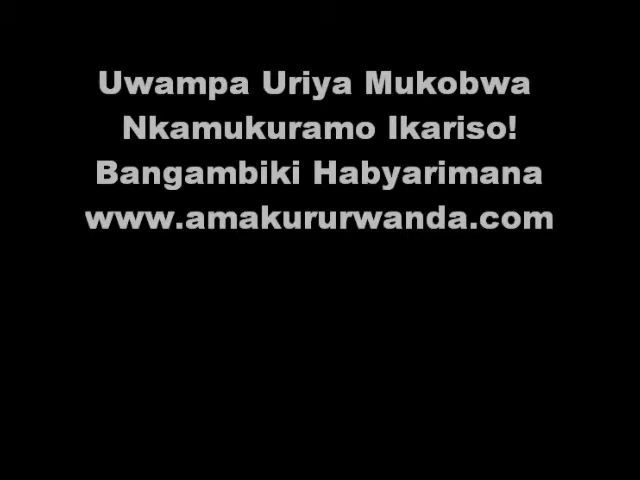 Uwampa Uriya Mukobwa
Nkamukuramo Ikariso!
Bangambiki Habyarimana
www.amakururwanda.com